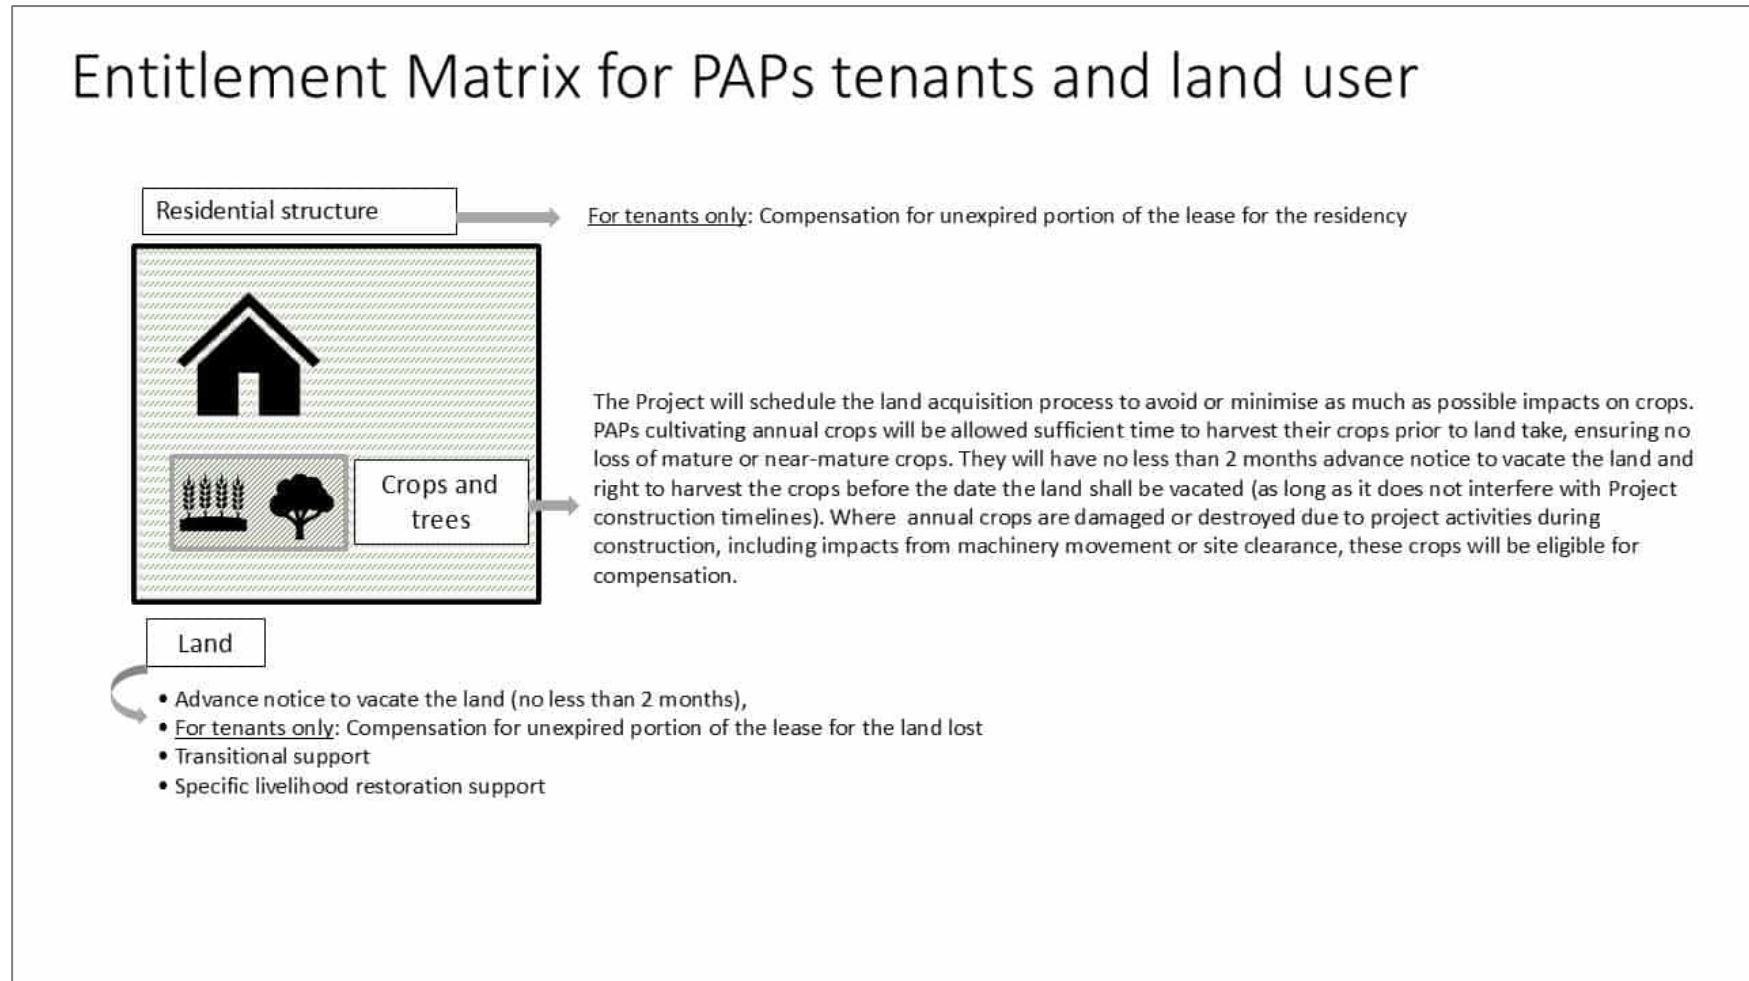 Entitlement Matrix for PAPs tenants and land user
Residential structure
For tenants only: Compensation for unexpired portion of the lease for the residency
Crops and
trees
The Project will schedule the land acquisition process to avoid or minimise as much as possible impacts on crops.
PAPs cultivating annual crops will be allowed sufficient time to harvest their crops prior to land take, ensuring no
loss of mature or near-mature crops. They will have no less than 2 months advance notice to vacate the land and
right to harvest the crops before the date the land shall be vacated (as long as it does not interfere with Project
construction timelines). Where annual crops are damaged or destroyed due to project activities during
construction, including impacts from machinery movement or site clearance, these crops will be eligible for
compensation.
Land
• Advance notice to vacate the land (no less than 2 months),
• For tenants only: Compensation for unexpired portion of the lease for the land lost
• Transitional support
• Specific livelihood restoration support